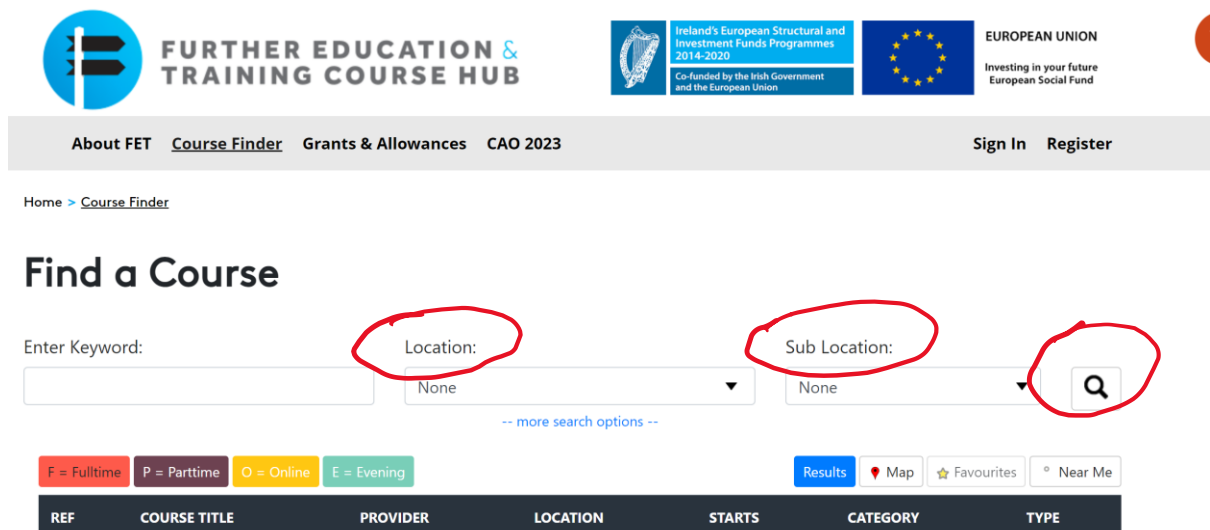 FURTHER EDUCATION &
TRAINING COURSE HUB
Ireland's European Structural and
Investment Funds Programmes
2014-2020
Co-funded by the Irish Government
and the European Union
EUROPEAN UNION
Investing in your future
European Social Fund
About FET Course Finder Grants & Allowances CAO 2023 Sign In Register
Home > Course Finder
Find a Course
Enter Keyword: Location: Sub Location:
None None
-- more search options --
F = Fulltime P = Parttime O = Online E = Evening Results Map Favourites Near Me
REF COURSE TITLE PROVIDER LOCATION STARTS CATEGORY TYPE